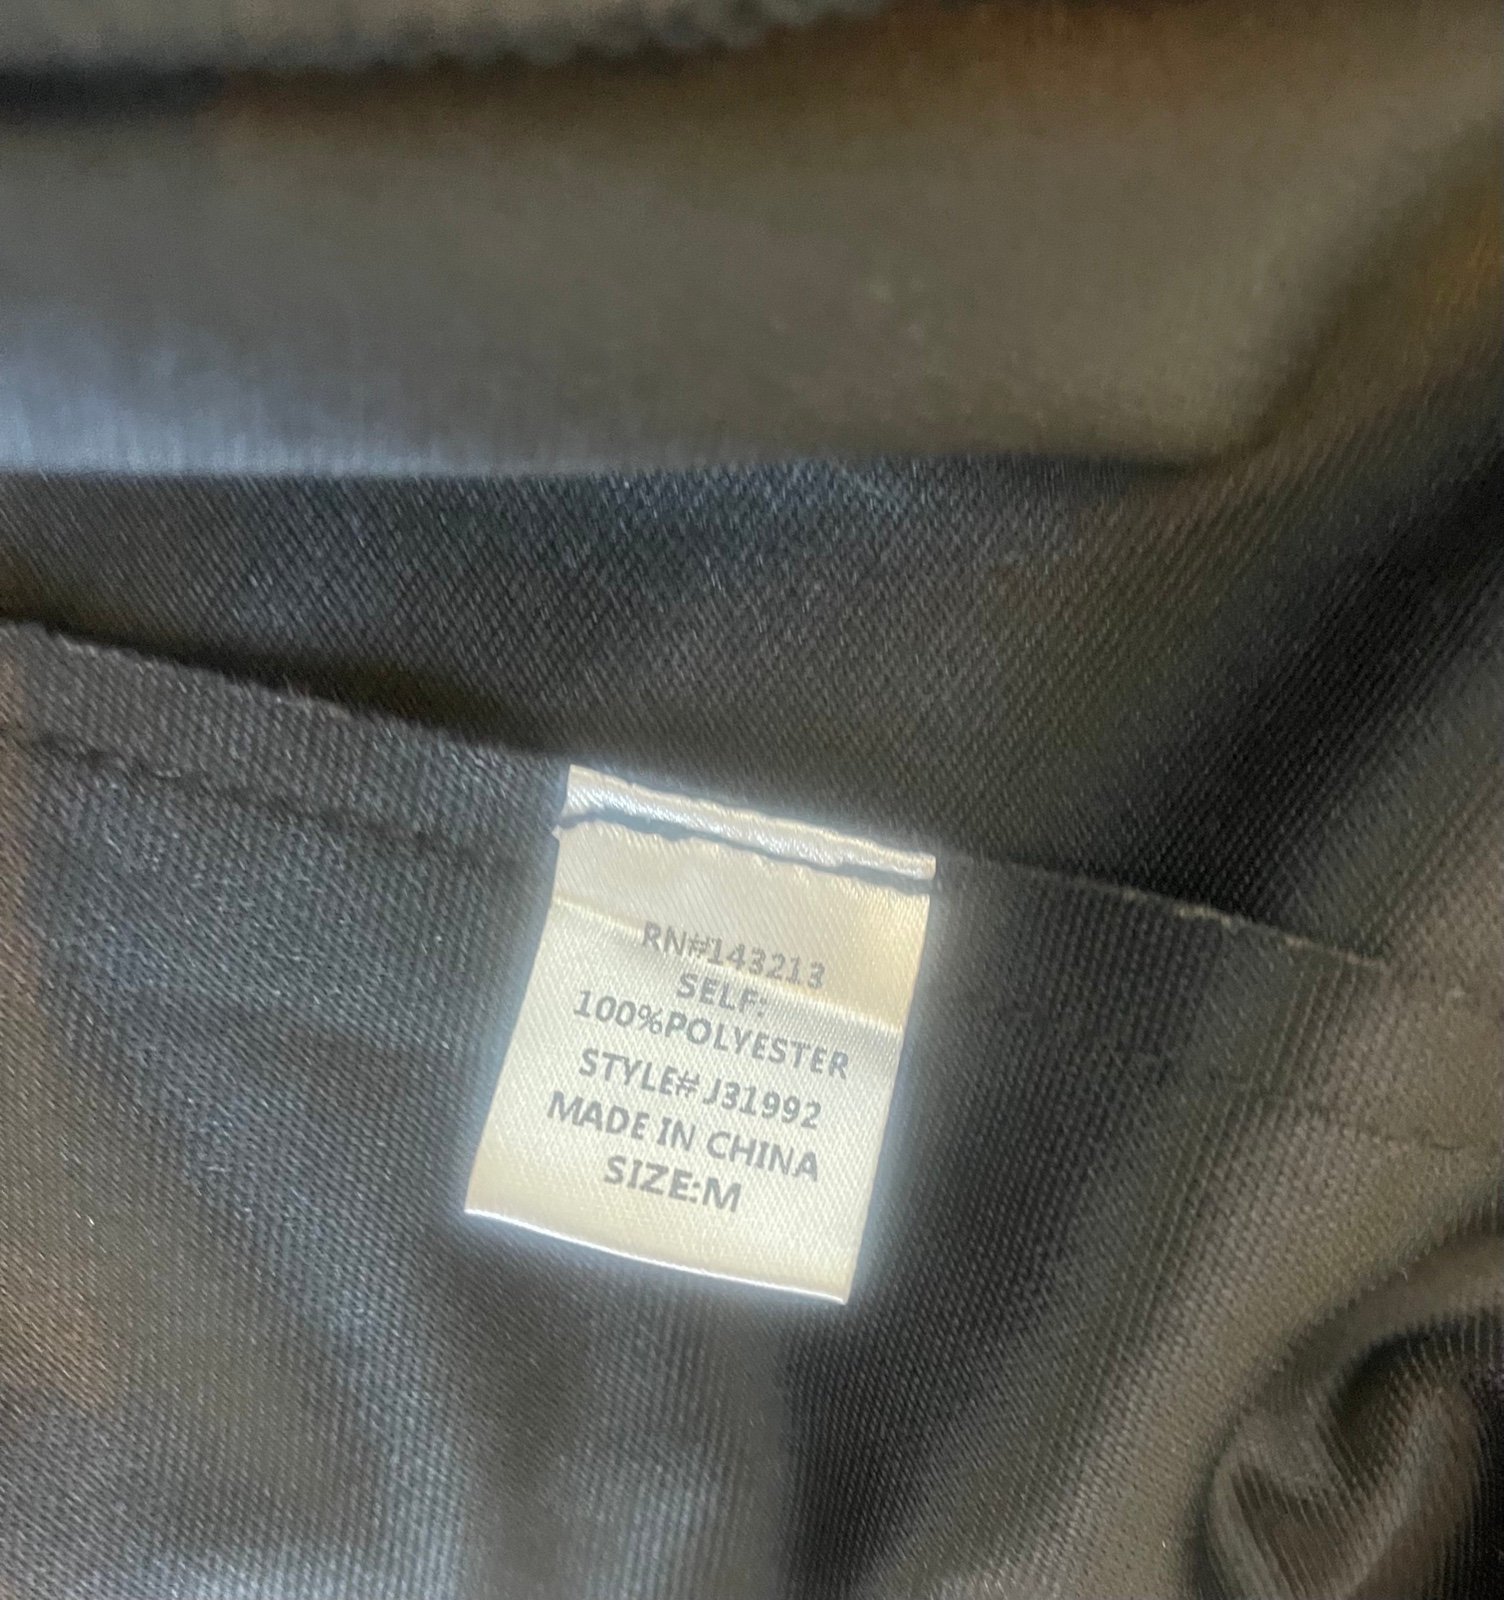 RN#143213
SELF:
100%POLYESTER
STYLE# J31992
MADE IN CHINA
SIZE:M